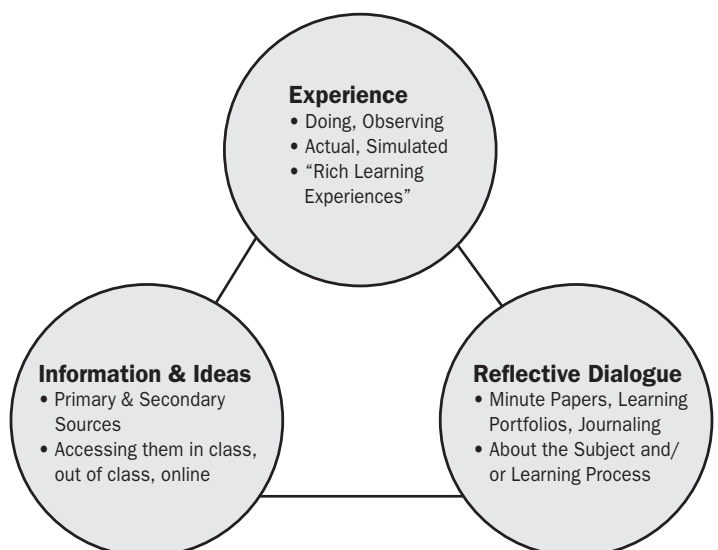 Experience
• Doing, Observing
• Actual, Simulated
• “Rich Learning
Experiences”
Information & Ideas
• Primary & Secondary
Sources
• Accessing them in class,
out of class, online
Reflective Dialogue
• Minute Papers, Learning
Portfolios, Journaling
• About the Subject and/
or Learning Process